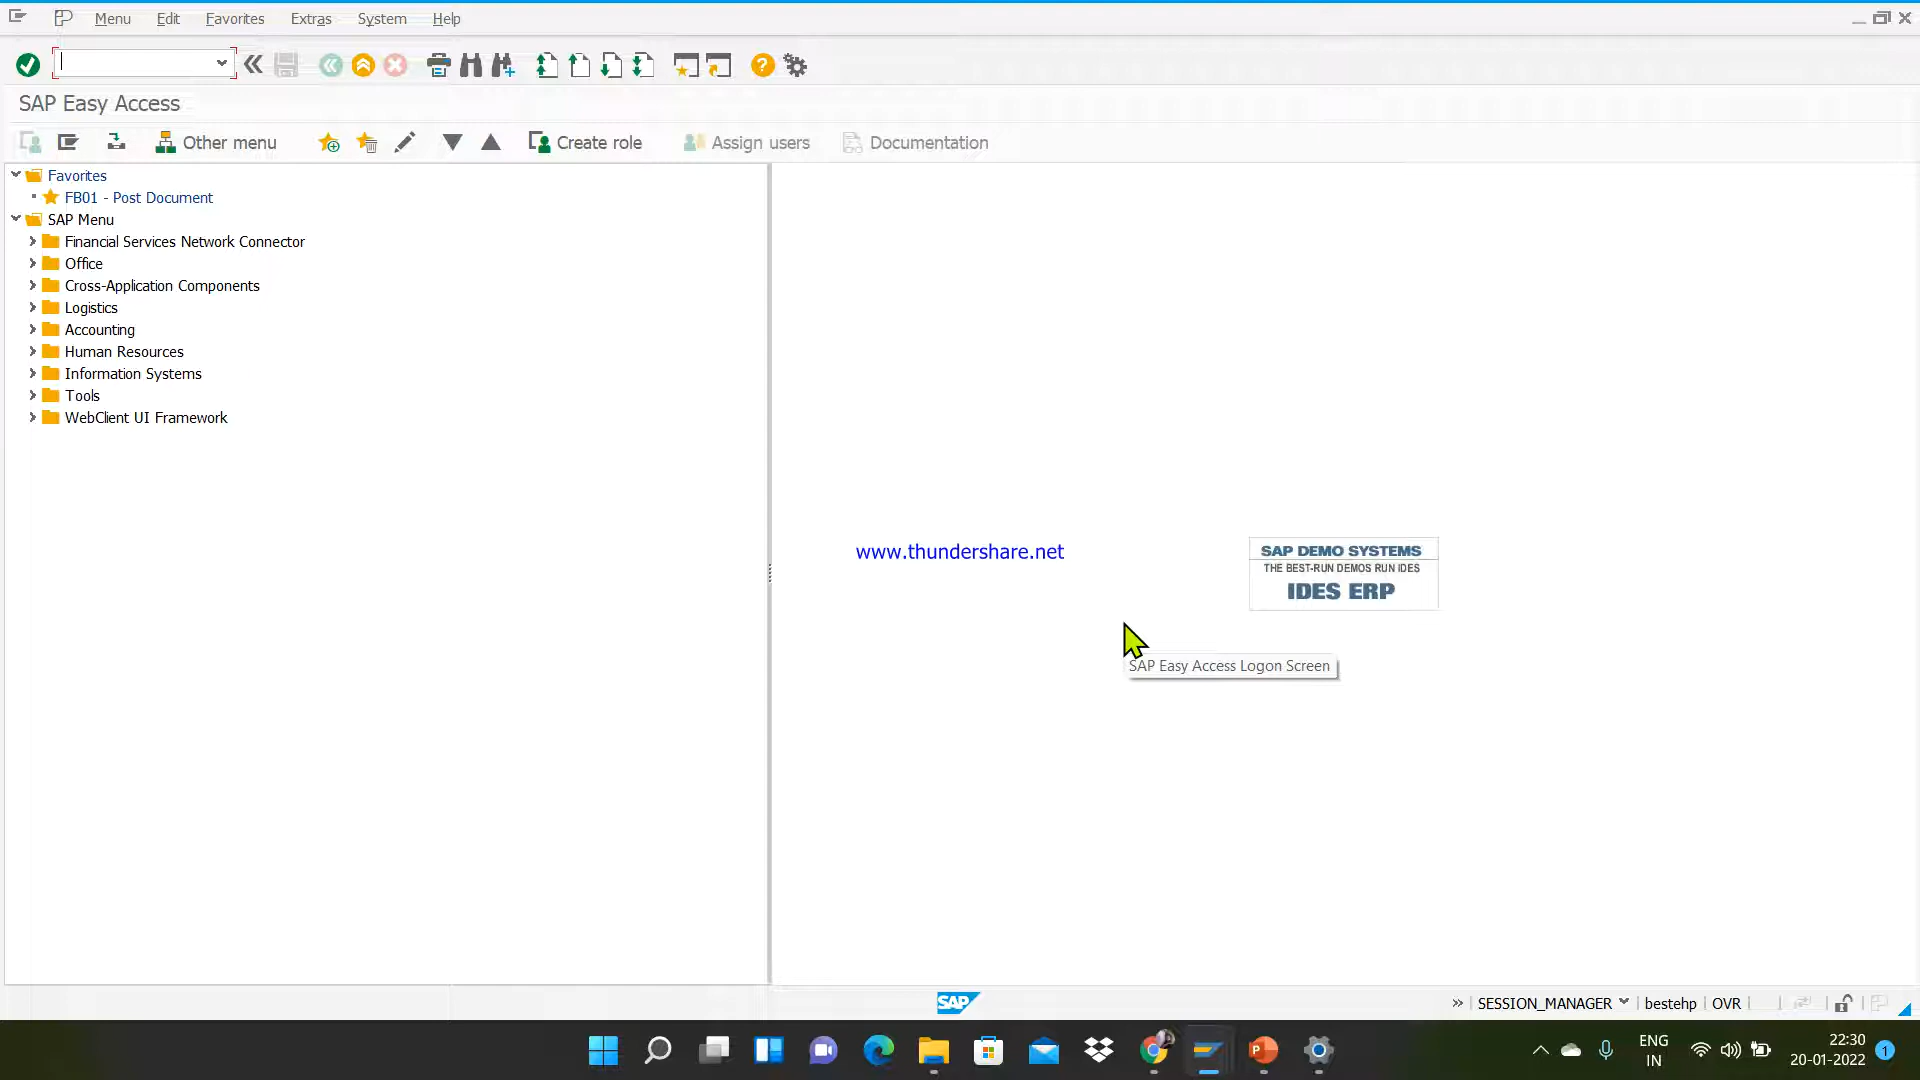 Menu Edit Favorites Extras System Help
SAP Easy Access
Other menu Create role Assign users Documentation
Favorites
FB01 - Post Document
SAP Menu
Financial Services Network Connector
Office
Cross-Application Components
Logistics
Accounting
Human Resources
Information Systems
Tools
WebClient UI Framework
www.thundershare.net
SAP DEMO SYSTEMS
THE BEST-RUN DEMOS RUN IDES
IDES ERP
SAP Easy Access Logon Screen
SAP
SESSION_MANAGER bestehp OVR
ENG
IN
22:30
20-01-2022
1